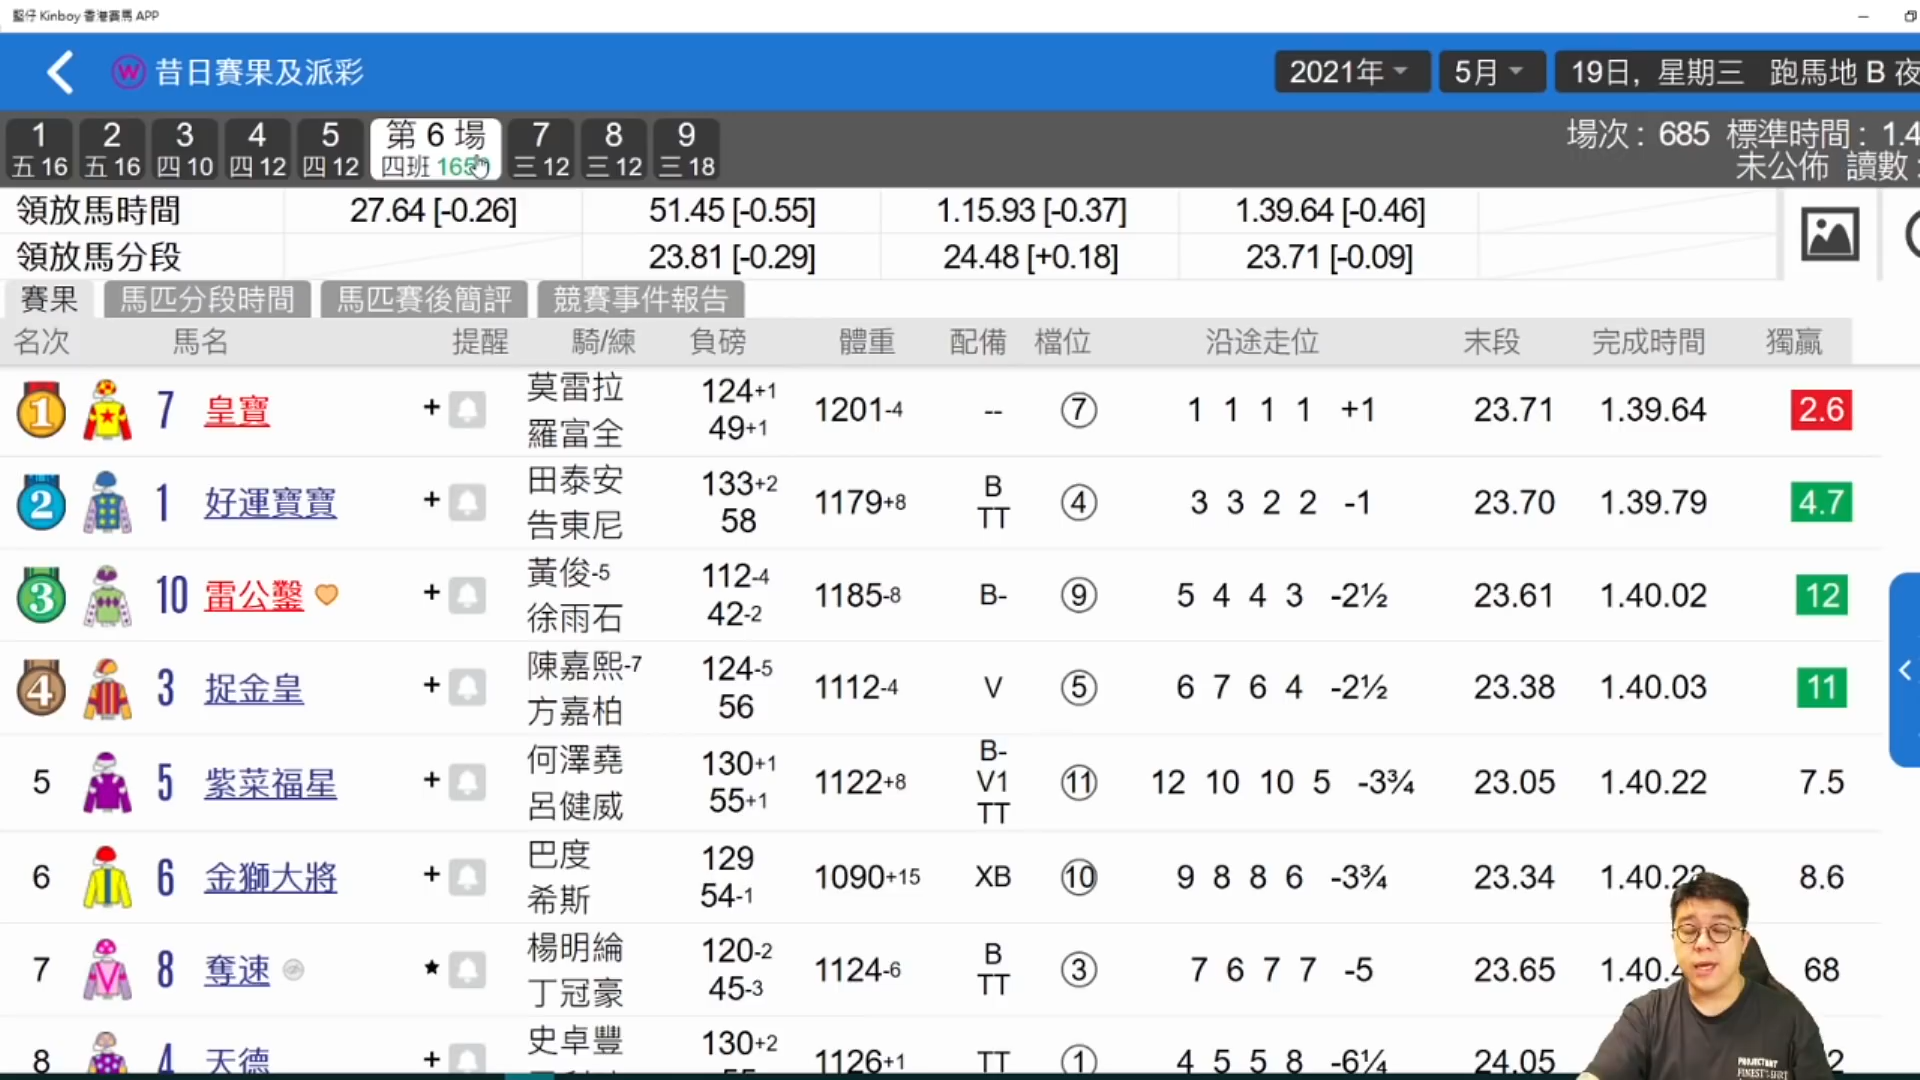 堅仔 Kinboy 香港賽馬 APP
昔日賽果及派彩 2021年 5月 19日, 星期三 跑馬地 B 夜
1 2 3 4 5 第 6 場 7 8 9
五 16 五 16 四 10 四 12 四 12 四班 165 三 12 三 12 三 18
場次 : 685 標準時間 : 1.4
未公佈 讀數 :
領放馬時間 27.64 [-0.26] 51.45 [-0.55] 1.15.93 [-0.37] 1.39.64 [-0.46]
領放馬分段 23.81 [-0.29] 24.48 [+0.18] 23.71 [-0.09]
賽果 馬匹分段時間 馬匹賽後簡評 競賽事件報告
名次 馬名 提醒 騎/練 負磅 體重 配備 檔位 沿途走位 末段 完成時間 獨贏
1 7 皇寶 + 莫雷拉 羅富全 124+1 49+1 1201-4 -- 7 1 1 1 1 +1 23.71 1.39.64 2.6
2 1 好運寶寶 + 田泰安 告東尼 133+2 58 1179+8 B TT 4 3 3 2 2 -1 23.70 1.39.79 4.7
3 10 雷公鑿 + 黃俊-5 徐雨石 112-4 42-2 1185-8 B- 9 5 4 4 3 -2½ 23.61 1.40.02 12
4 3 捉金皇 + 陳嘉熙-7 方嘉柏 124-5 56 1112-4 V 5 6 7 6 4 -2½ 23.38 1.40.03 11
5 5 紫菜福星 + 何澤堯 呂健威 130+1 55+1 1122+8 B- V1 TT 11 12 10 10 5 -3¾ 23.05 1.40.22 7.5
6 6 金獅大將 + 巴度 希斯 129 54-1 1090+15 XB 10 9 8 8 6 -3¾ 23.34 1.40.2 8.6
7 8 奪速 ★ 楊明綸 丁冠豪 120-2 45-3 1124-6 B TT 3 7 6 7 7 -5 23.65 1.40. 68
8 4 天德 + 史卓豐 130+2 1126+1 TT 1 4 5 5 8 -6¼ 24.05 2